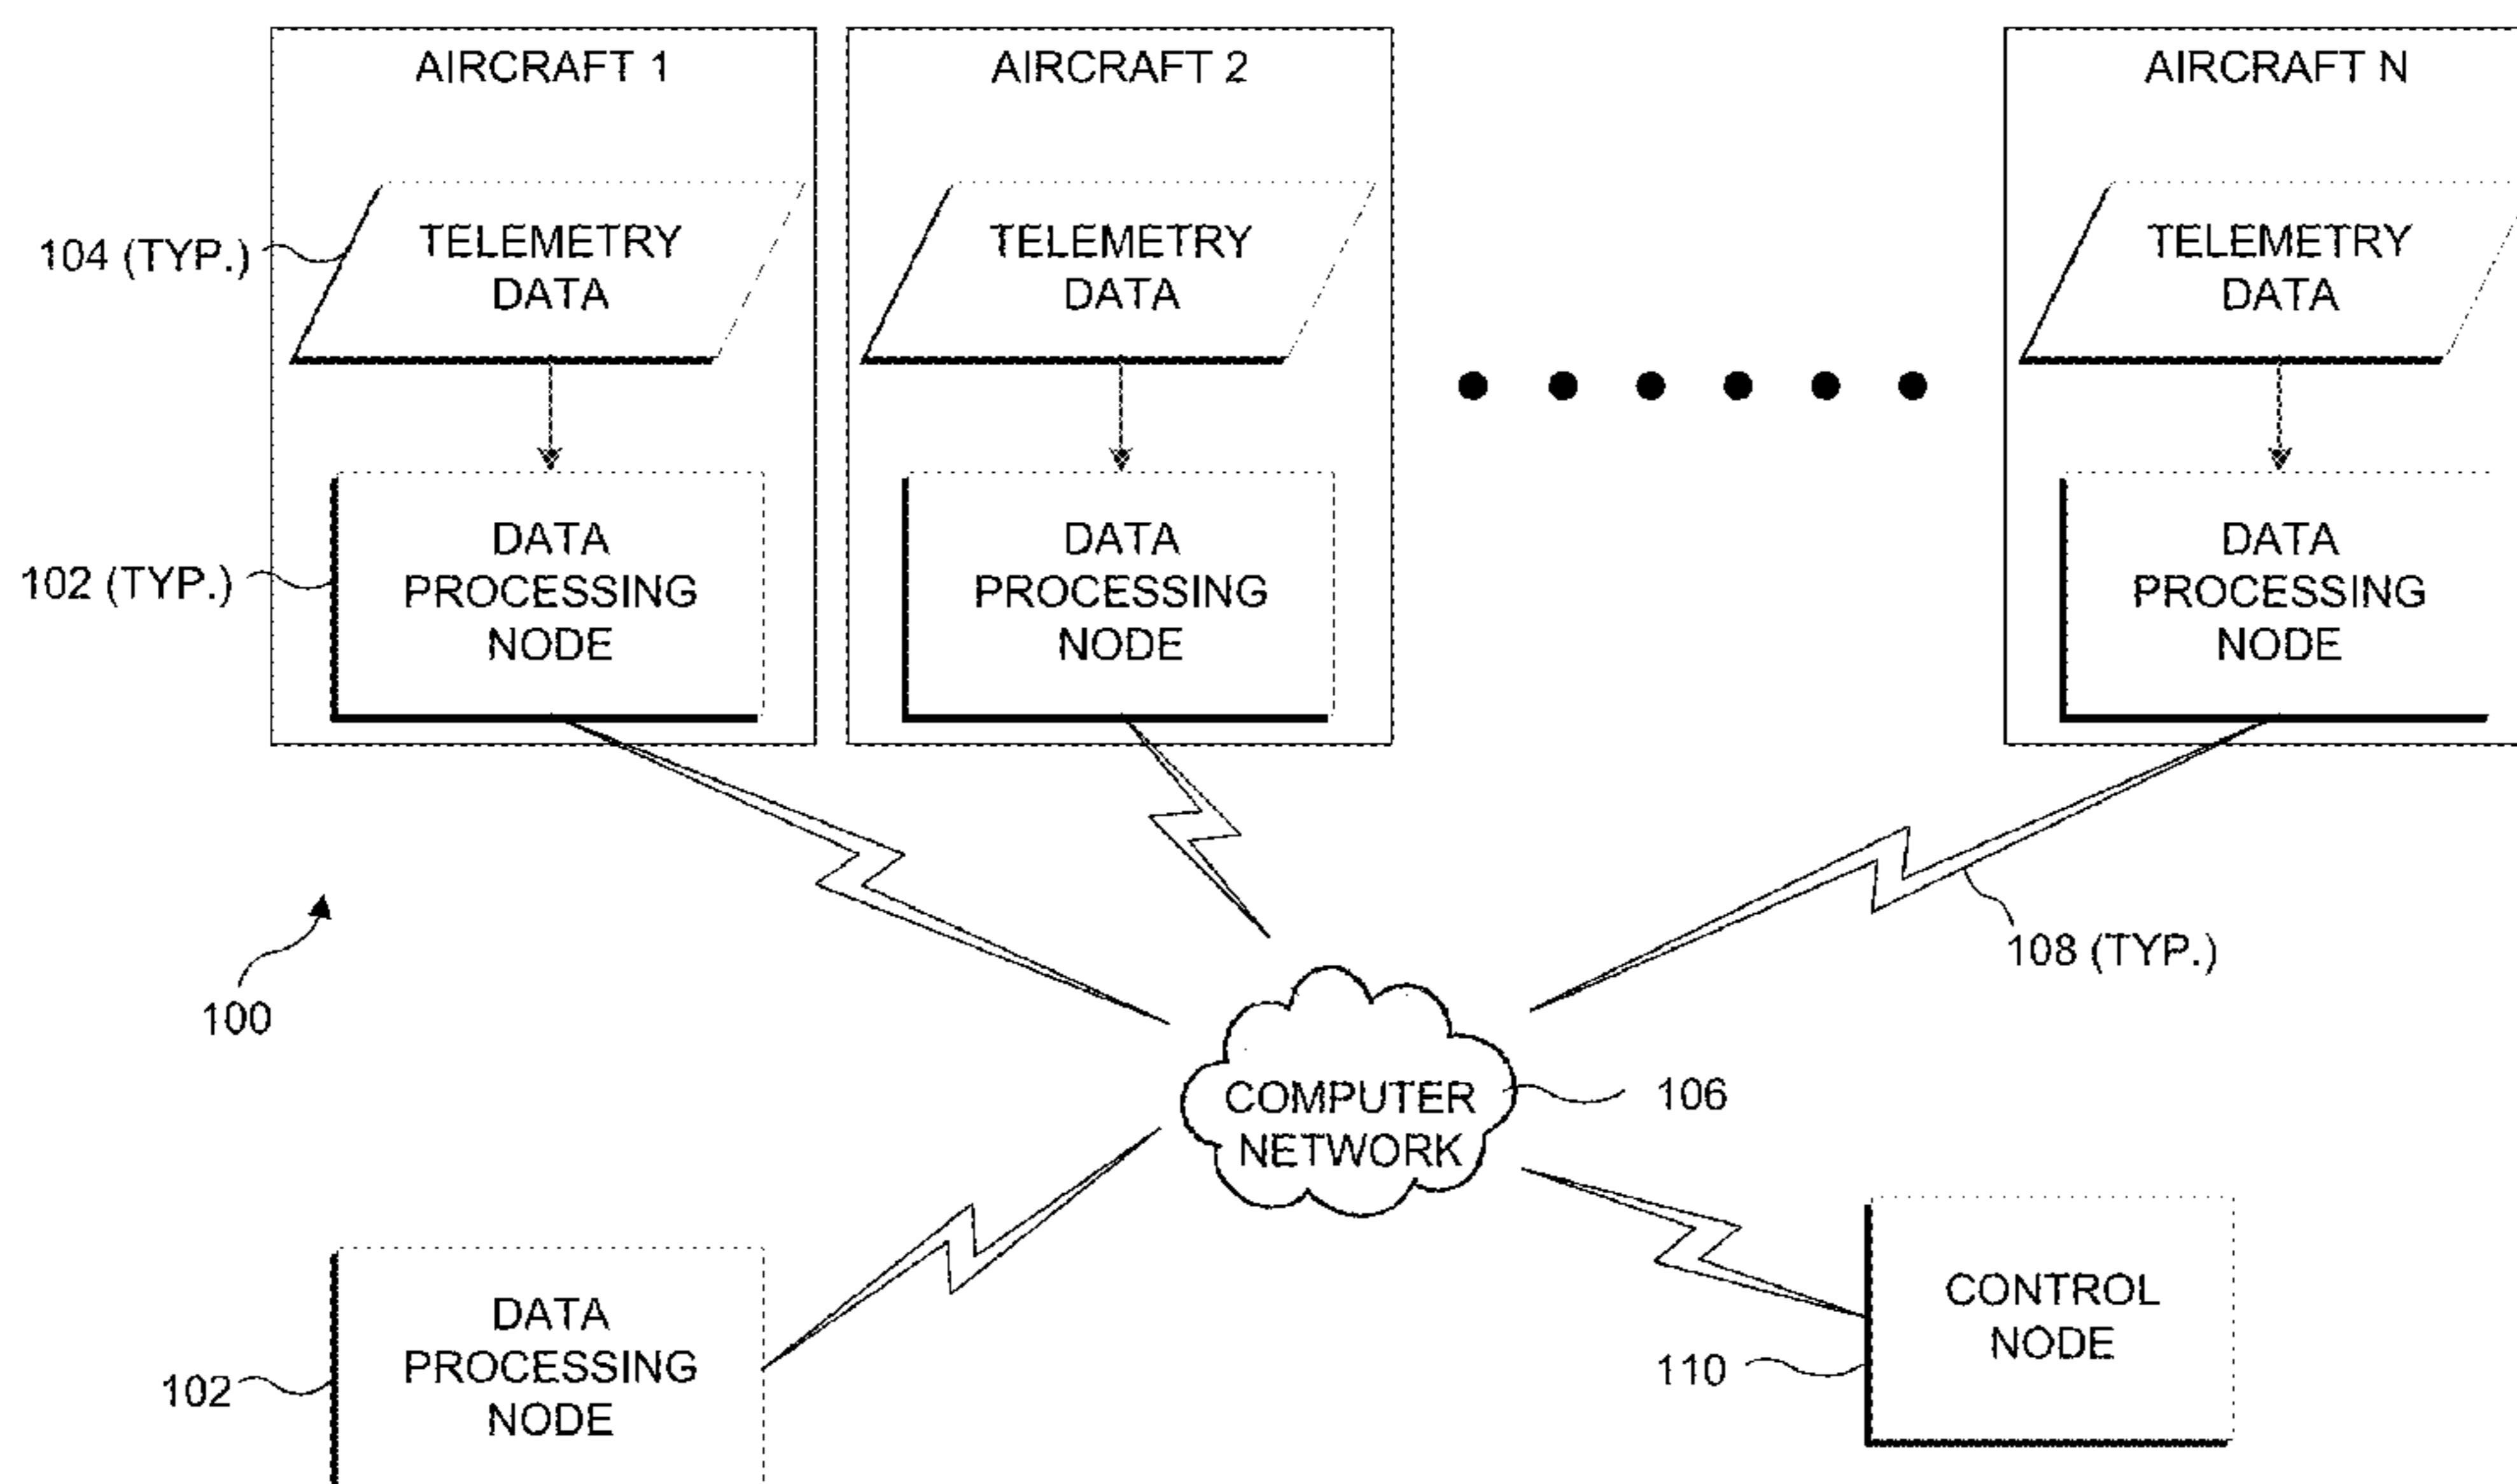 AIRCRAFT 1
AIRCRAFT 2
AIRCRAFT N
104 (TYP.)
TELEMETRY
DATA
TELEMETRY
DATA
TELEMETRY
DATA
102 (TYP.)
DATA
PROCESSING
NODE
DATA
PROCESSING
NODE
DATA
PROCESSING
NODE
108 (TYP.)
100
COMPUTER
NETWORK
106
102
DATA
PROCESSING
NODE
110
CONTROL
NODE